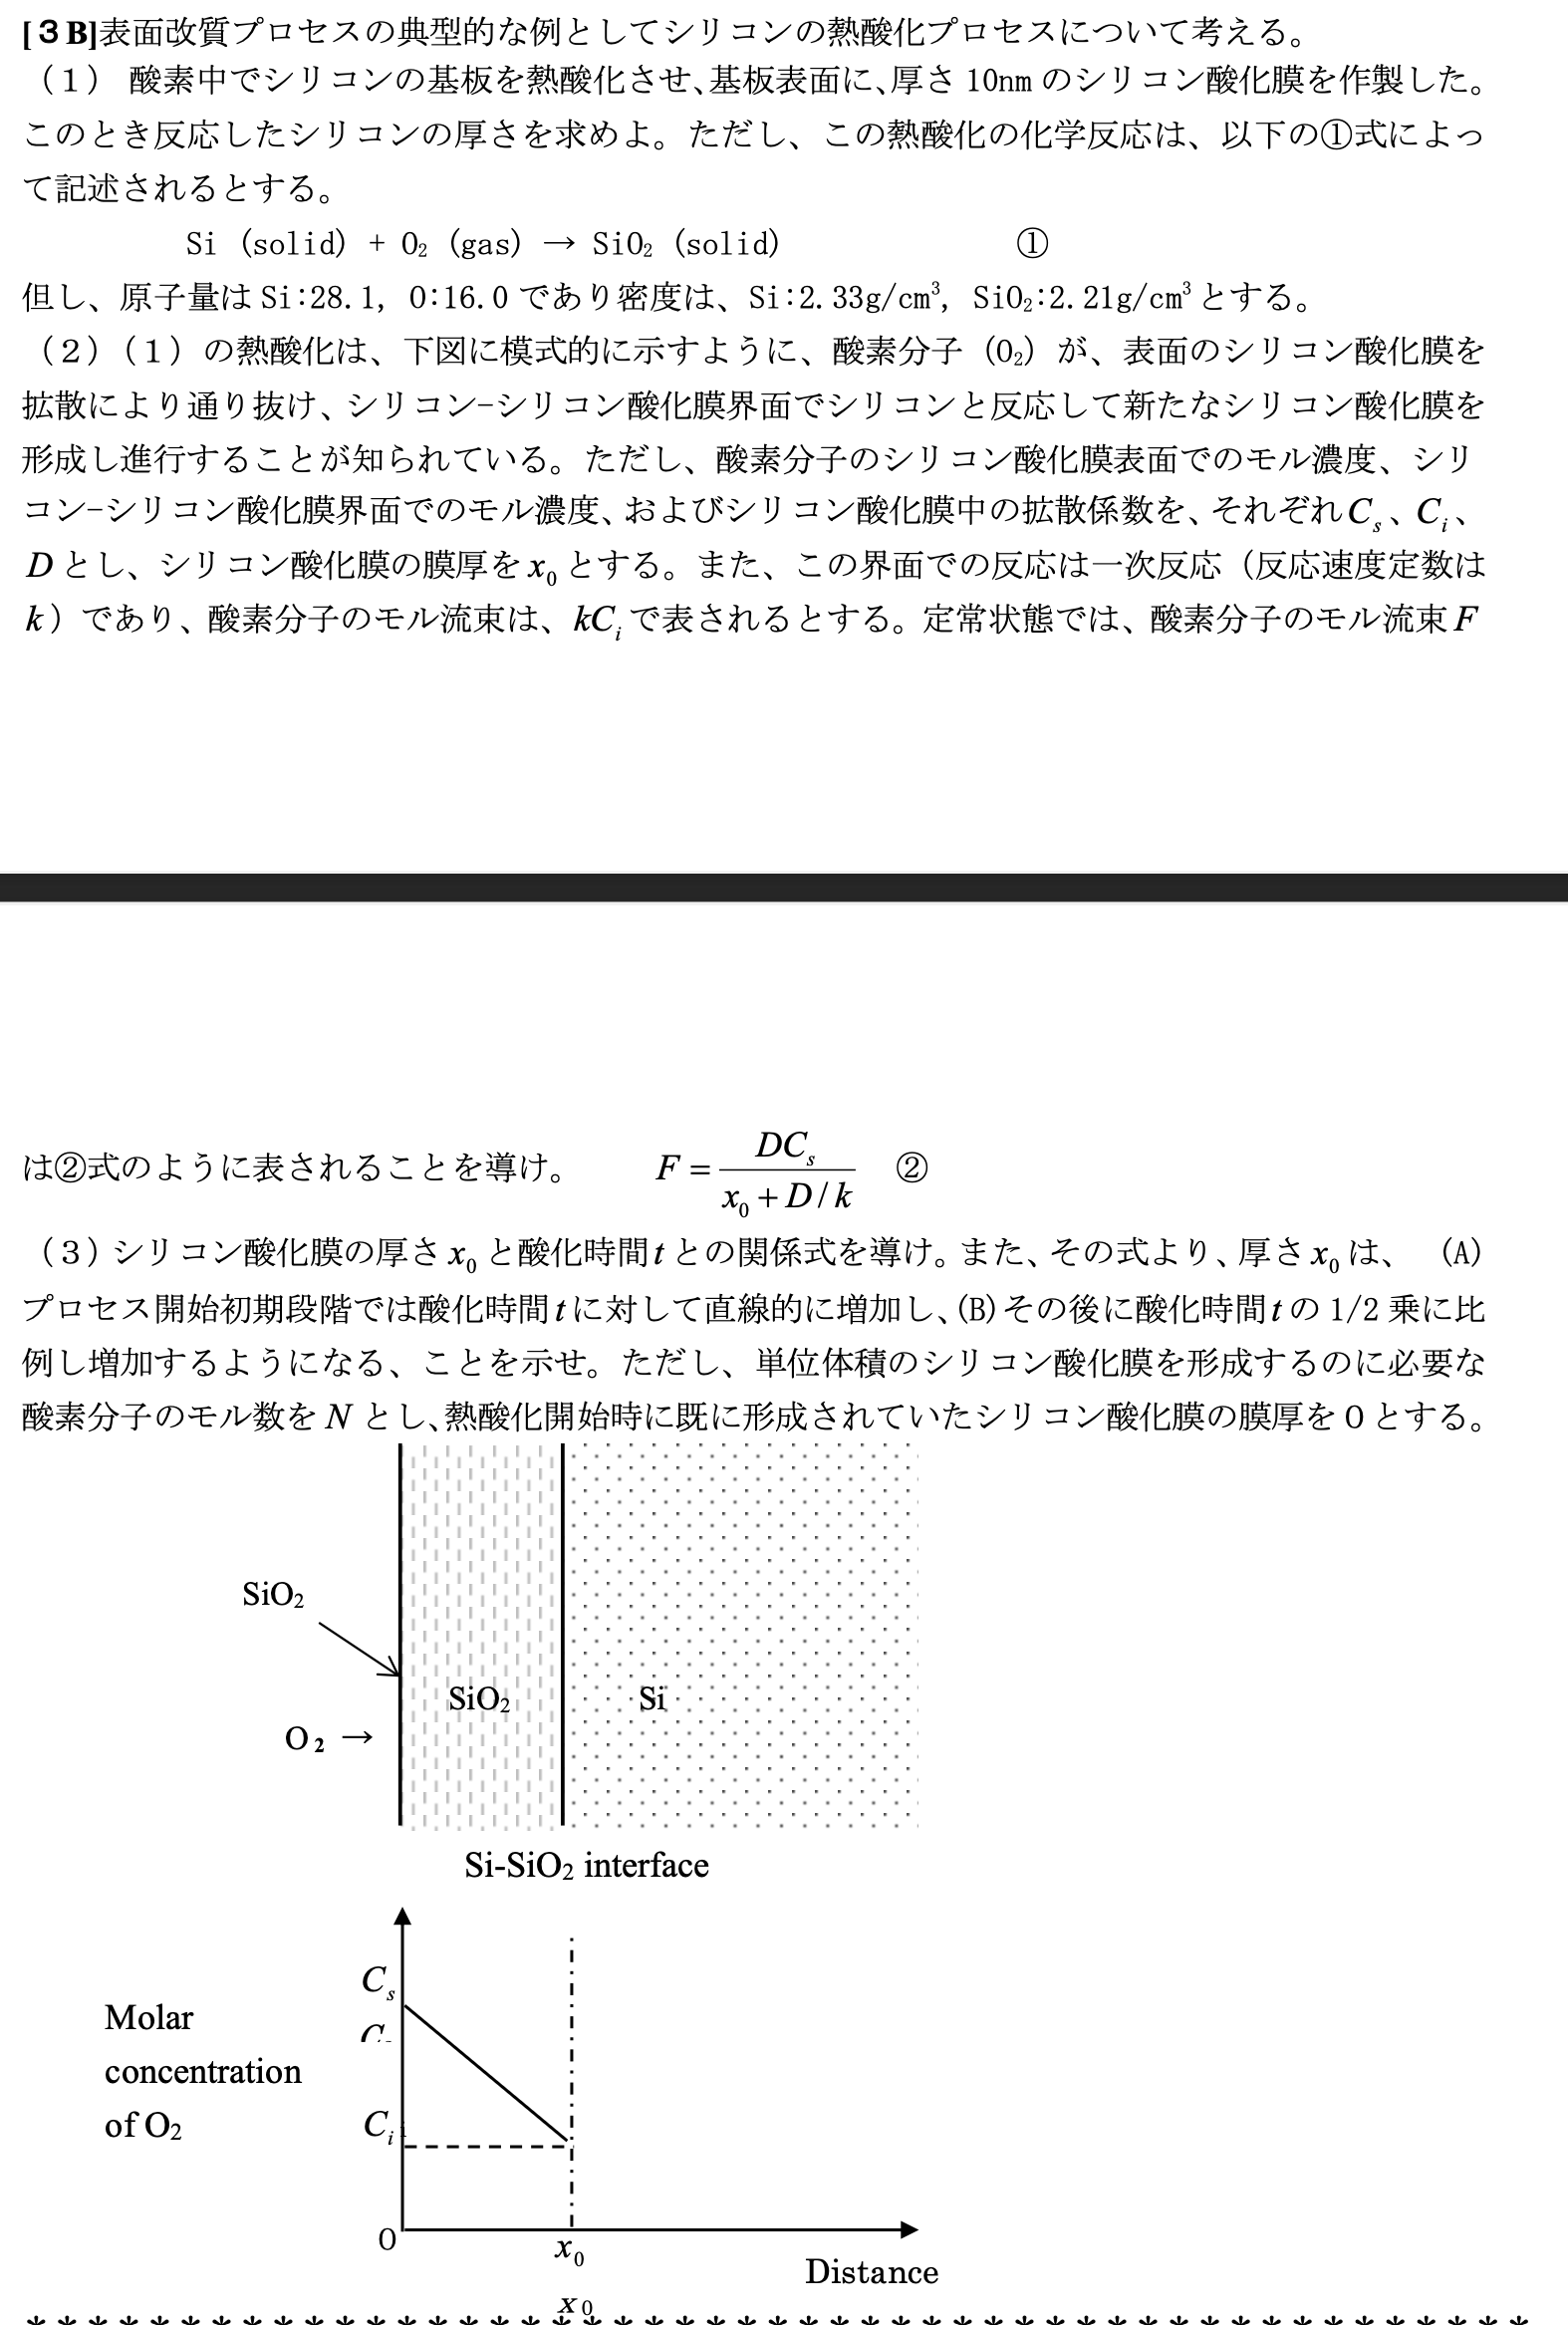 [３B]表面改質プロセスの典型的な例としてシリコンの熱酸化プロセスについて考える。
（１） 酸素中でシリコンの基板を熱酸化させ、基板表面に、厚さ 10nm のシリコン酸化膜を作製した。
このとき反応したシリコンの厚さを求めよ。ただし、この熱酸化の化学反応は、以下の①式によっ
て記述されるとする。
Si (solid) + O₂ (gas) → SiO₂ (solid) ①
但し、原子量は Si:28.1, O:16.0 であり密度は、Si:2.33g/cm³, SiO₂:2.21g/cm³ とする。
（２）（１）の熱酸化は、下図に模式的に示すように、酸素分子（O₂）が、表面のシリコン酸化膜を
拡散により通り抜け、シリコン-シリコン酸化膜界面でシリコンと反応して新たなシリコン酸化膜を
形成し進行することが知られている。ただし、酸素分子のシリコン酸化膜表面でのモル濃度、シリ
コン-シリコン酸化膜界面でのモル濃度、およびシリコン酸化膜中の拡散係数を、それぞれ Cₛ、Cᵢ、
D とし、シリコン酸化膜の膜厚を x₀ とする。また、この界面での反応は一次反応（反応速度定数は
k）であり、酸素分子のモル流束は、kCᵢ で表されるとする。定常状態では、酸素分子のモル流束 F
は②式のように表されることを導け。 F = DCₛ / (x₀ + D/k) ②
（３）シリコン酸化膜の厚さ x₀ と酸化時間 t との関係式を導け。また、その式より、厚さ x₀ は、 (A)
プロセス開始初期段階では酸化時間 t に対して直線的に増加し、(B)その後に酸化時間 t の 1/2 乗に比
例し増加するようになる、ことを示せ。ただし、単位体積のシリコン酸化膜を形成するのに必要な
酸素分子のモル数を N とし、熱酸化開始時に既に形成されていたシリコン酸化膜の膜厚を 0 とする。
SiO₂
SiO₂ Si
O₂ →
Si-SiO₂ interface
Cₛ
Molar
concentration
of O₂
Cᵢ
0
x₀
Distance
x₀
* * * * * * * * * * * * * * * * * * * * * * * * * * * * * * * * * * * * * * * * * * * * * * * * *